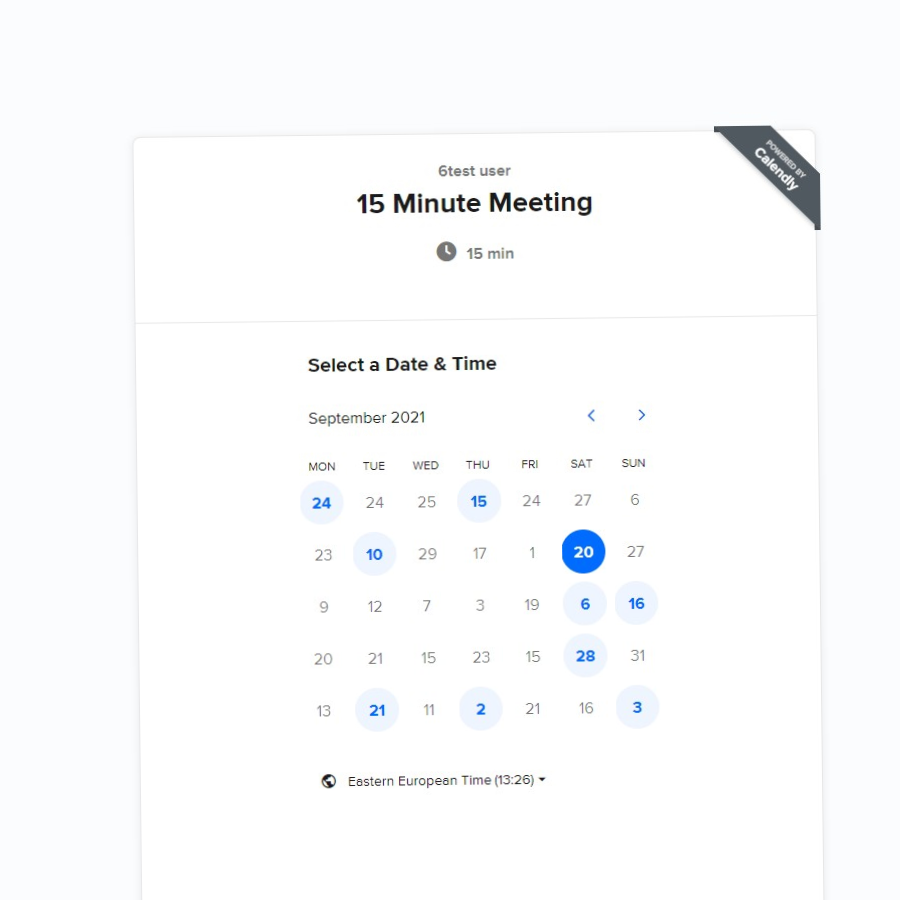 POWERED BY
Calendly
6test user
15 Minute Meeting
15 min
Select a Date & Time
September 2021
MON TUE WED THU FRI SAT SUN
24 24 25 15 24 27 6
23 10 29 17 1 20 27
9 12 7 3 19 6 16
20 21 15 23 15 28 31
13 21 11 2 21 16 3
Eastern European Time (13:26)